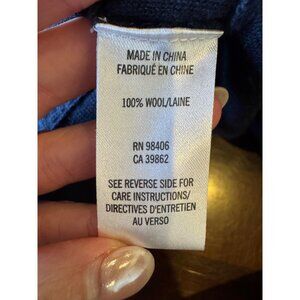 MADE IN CHINA
FABRIQUÉ EN CHINE
100% WOOL/LAINE
RN 98406
CA 39862
SEE REVERSE SIDE FOR
CARE INSTRUCTIONS/
DIRECTIVES D'ENTRETIEN
AU VERSO